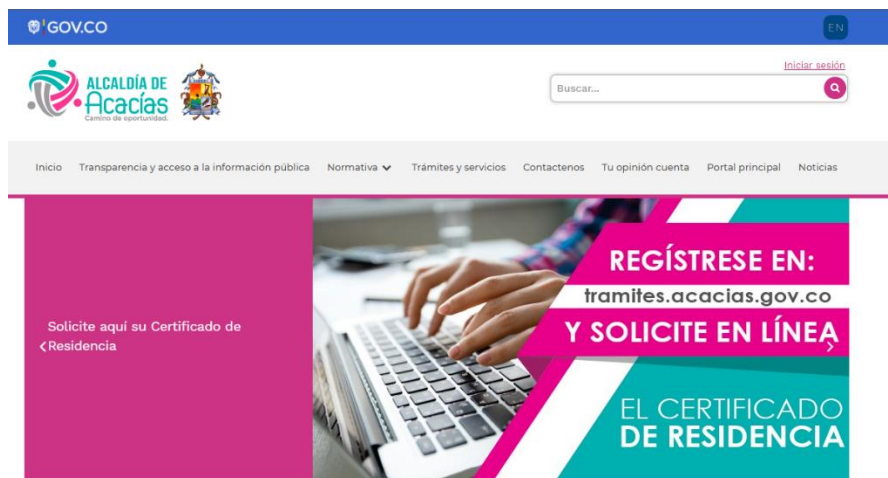 GOV.CO
EN
ALCALDÍA DE
Acacías
Camino de oportunidad.
Iniciar sesión
Buscar...
Inicio Transparencia y acceso a la información pública Normativa Trámites y servicios Contactenos Tu opinión cuenta Portal principal Noticias
Solicite aquí su Certificado de
Residencia
REGÍSTRESE EN:
tramites.acacias.gov.co
Y SOLICITE EN LÍNEA
EL CERTIFICADO
DE RESIDENCIA